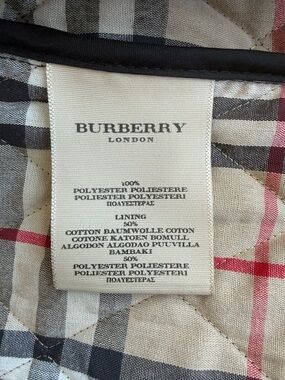 BURBERRY
LONDON
100%
POLYESTER POLIESTERE
POLIESTER POLYESTERI
ΠΟΛΥΕΣΤΕΡΑΣ
LINING
50%
COTTON BAUMWOLLE COTON
COTONE KATOEN BOMULL
ALGODON ALGODAO PUUVILLA
BAMBAKI
50%
POLYESTER POLIESTERE
POLIESTER POLYESTERI
ΠΟΛΥΕΣΤΕΡΑΣ